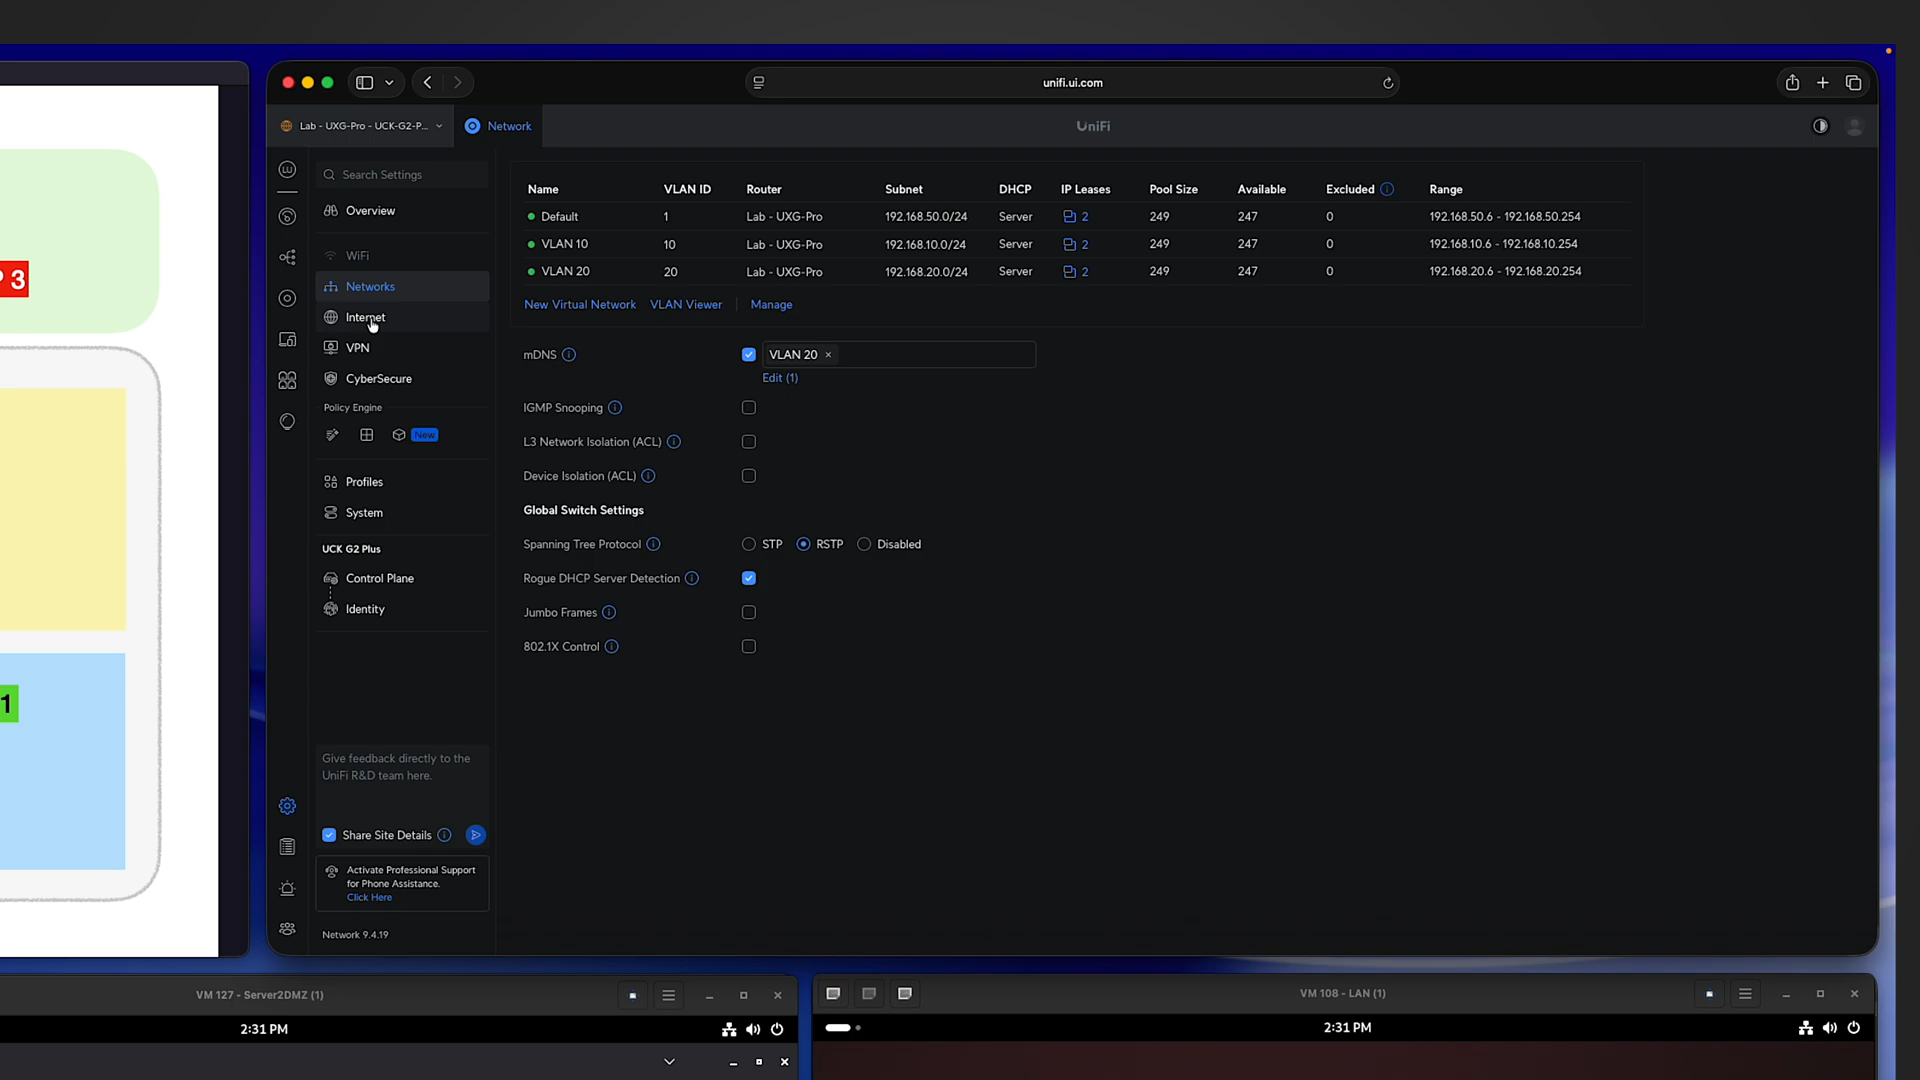 unifi.ui.com
Lab - UXG-Pro - UCK-G2-P...
Network
UniFi
Search Settings
Overview
WiFi
Networks
Internet
VPN
CyberSecure
Policy Engine
New
Profiles
System
UCK G2 Plus
Control Plane
Identity
Give feedback directly to the
UniFi R&D team here.
Share Site Details
Activate Professional Support
for Phone Assistance.
Click Here
Network 9.4.19
Name VLAN ID Router Subnet DHCP IP Leases Pool Size Available Excluded Range
Default 1 Lab - UXG-Pro 192.168.50.0/24 Server 2 249 247 0 192.168.50.6 - 192.168.50.254
VLAN 10 10 Lab - UXG-Pro 192.168.10.0/24 Server 2 249 247 0 192.168.10.6 - 192.168.10.254
VLAN 20 20 Lab - UXG-Pro 192.168.20.0/24 Server 2 249 247 0 192.168.20.6 - 192.168.20.254
New Virtual Network VLAN Viewer Manage
mDNS VLAN 20 ×
Edit (1)
IGMP Snooping
L3 Network Isolation (ACL)
Device Isolation (ACL)
Global Switch Settings
Spanning Tree Protocol STP RSTP Disabled
Rogue DHCP Server Detection
Jumbo Frames
802.1X Control
P 3
1
VM 127 - Server2DMZ (1)
2:31 PM
VM 108 - LAN (1)
2:31 PM